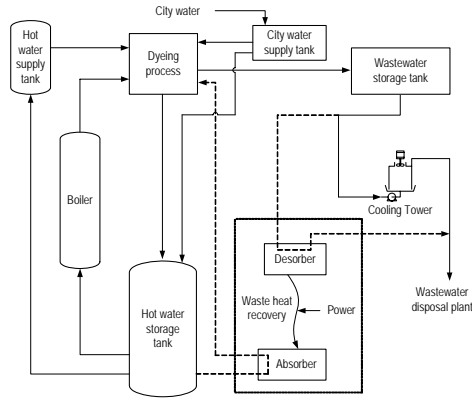 City water
Hot
water
supply
tank
Dyeing
process
City water
supply tank
Wastewater
storage tank
Boiler
Cooling Tower
Desorber
Waste heat
recovery
Power
Wastewater
disposal plant
Hot water
storage
tank
Absorber